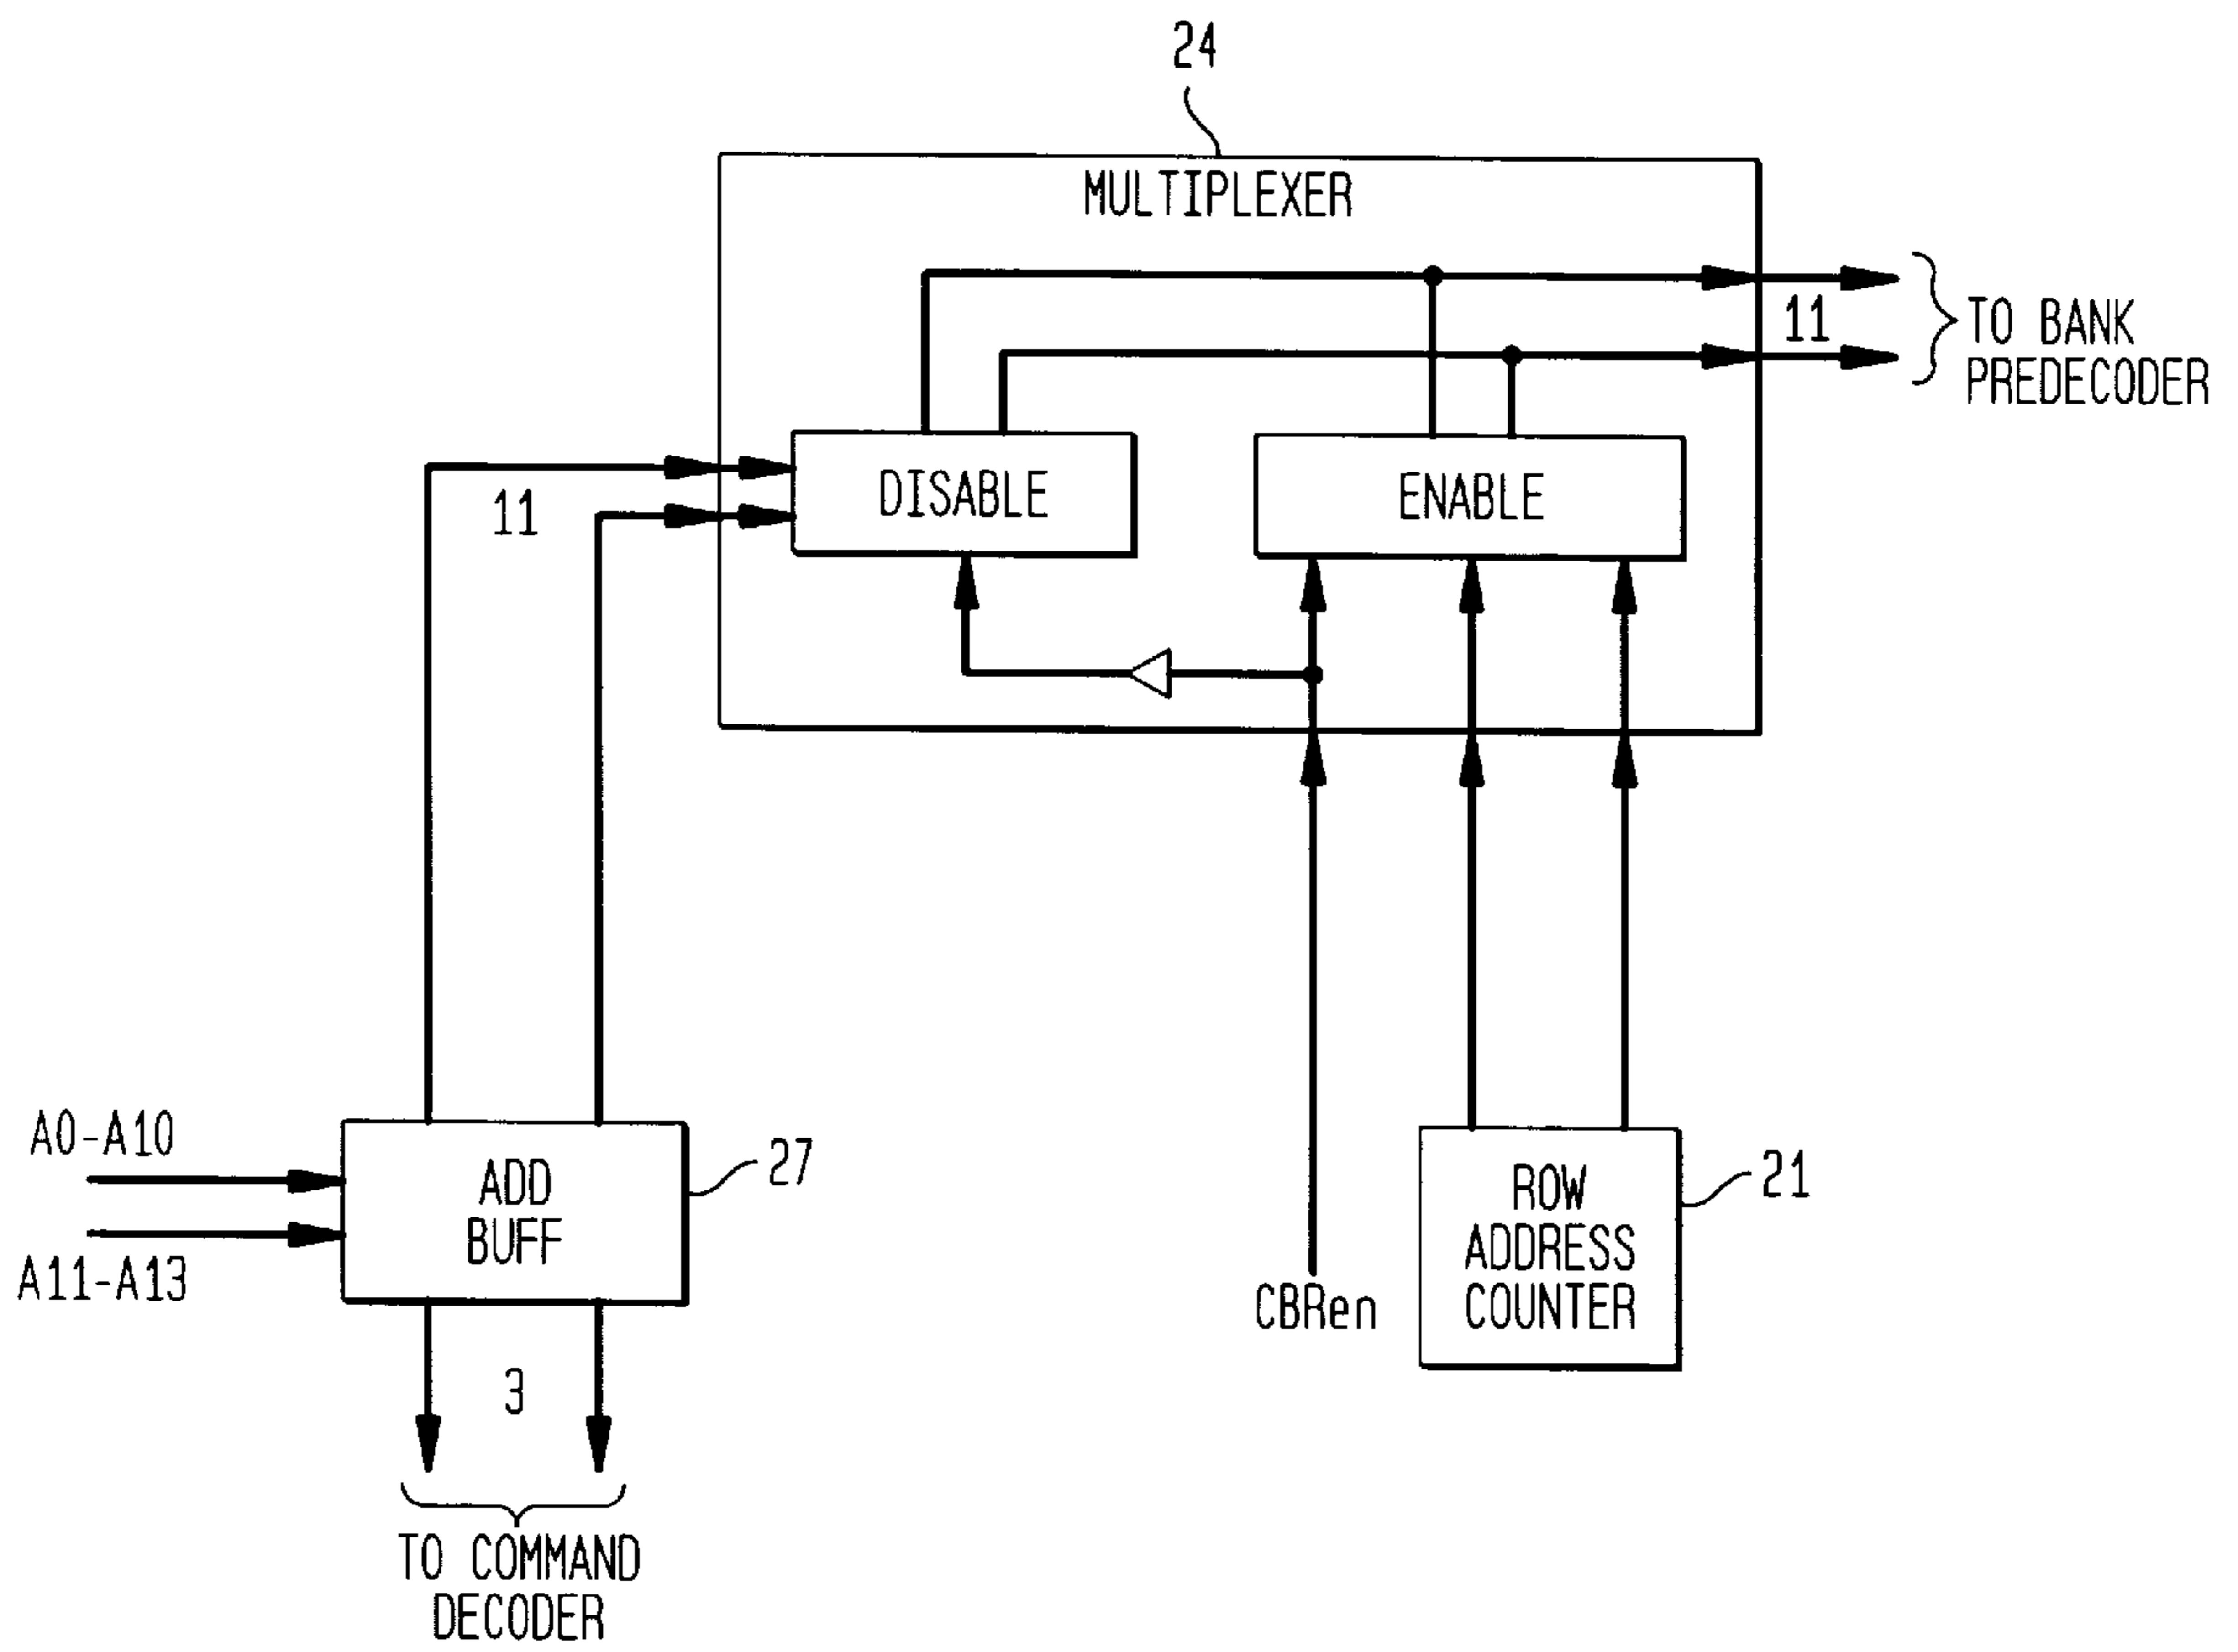 24
MULTIPLEXER
11
TO BANK
PREDECODER
DISABLE
ENABLE
11
A0-A10
A11-A13
ADD
BUFF
27
CBRen
ROW
ADDRESS
COUNTER
21
3
TO COMMAND
DECODER